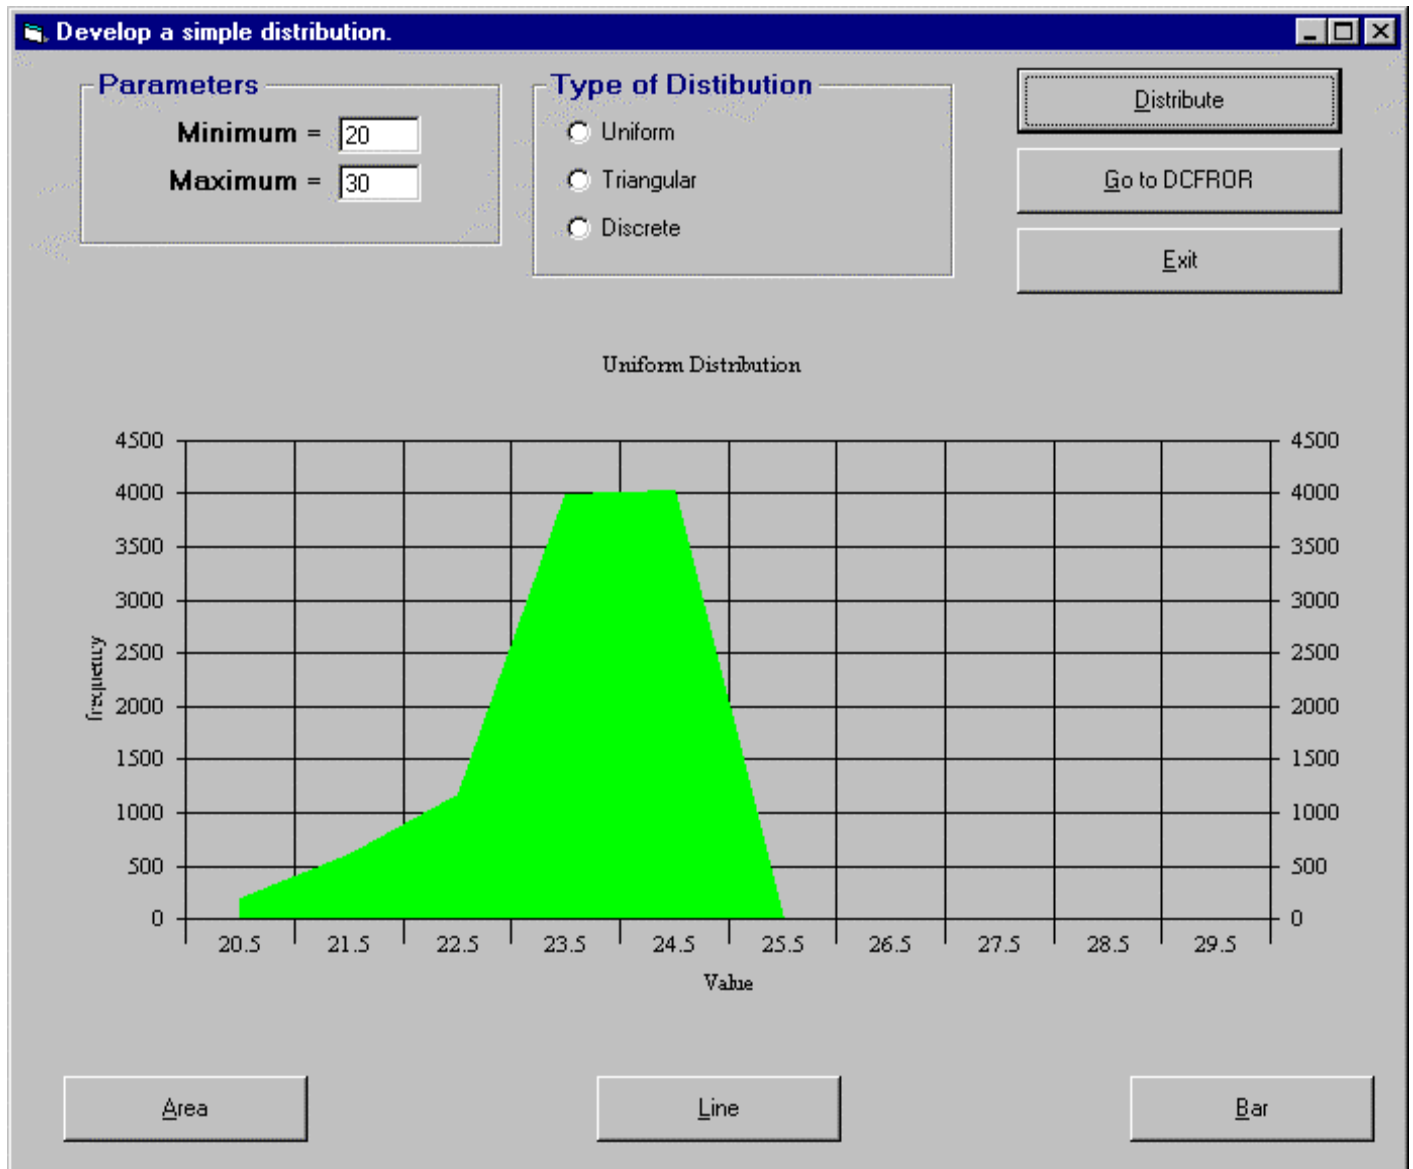 Develop a simple distribution.
Parameters
Minimum = 20
Maximum = 30
Type of Distibution
Uniform
Triangular
Discrete
Distribute
Go to DCFROR
Exit
Uniform Distribution
4500 4500
4000 4000
3500 3500
3000 3000
2500 2500
2000 2000
1500 1500
1000 1000
500 500
0 0
frequency
20.5 21.5 22.5 23.5 24.5 25.5 26.5 27.5 28.5 29.5
Value
Area Line Bar